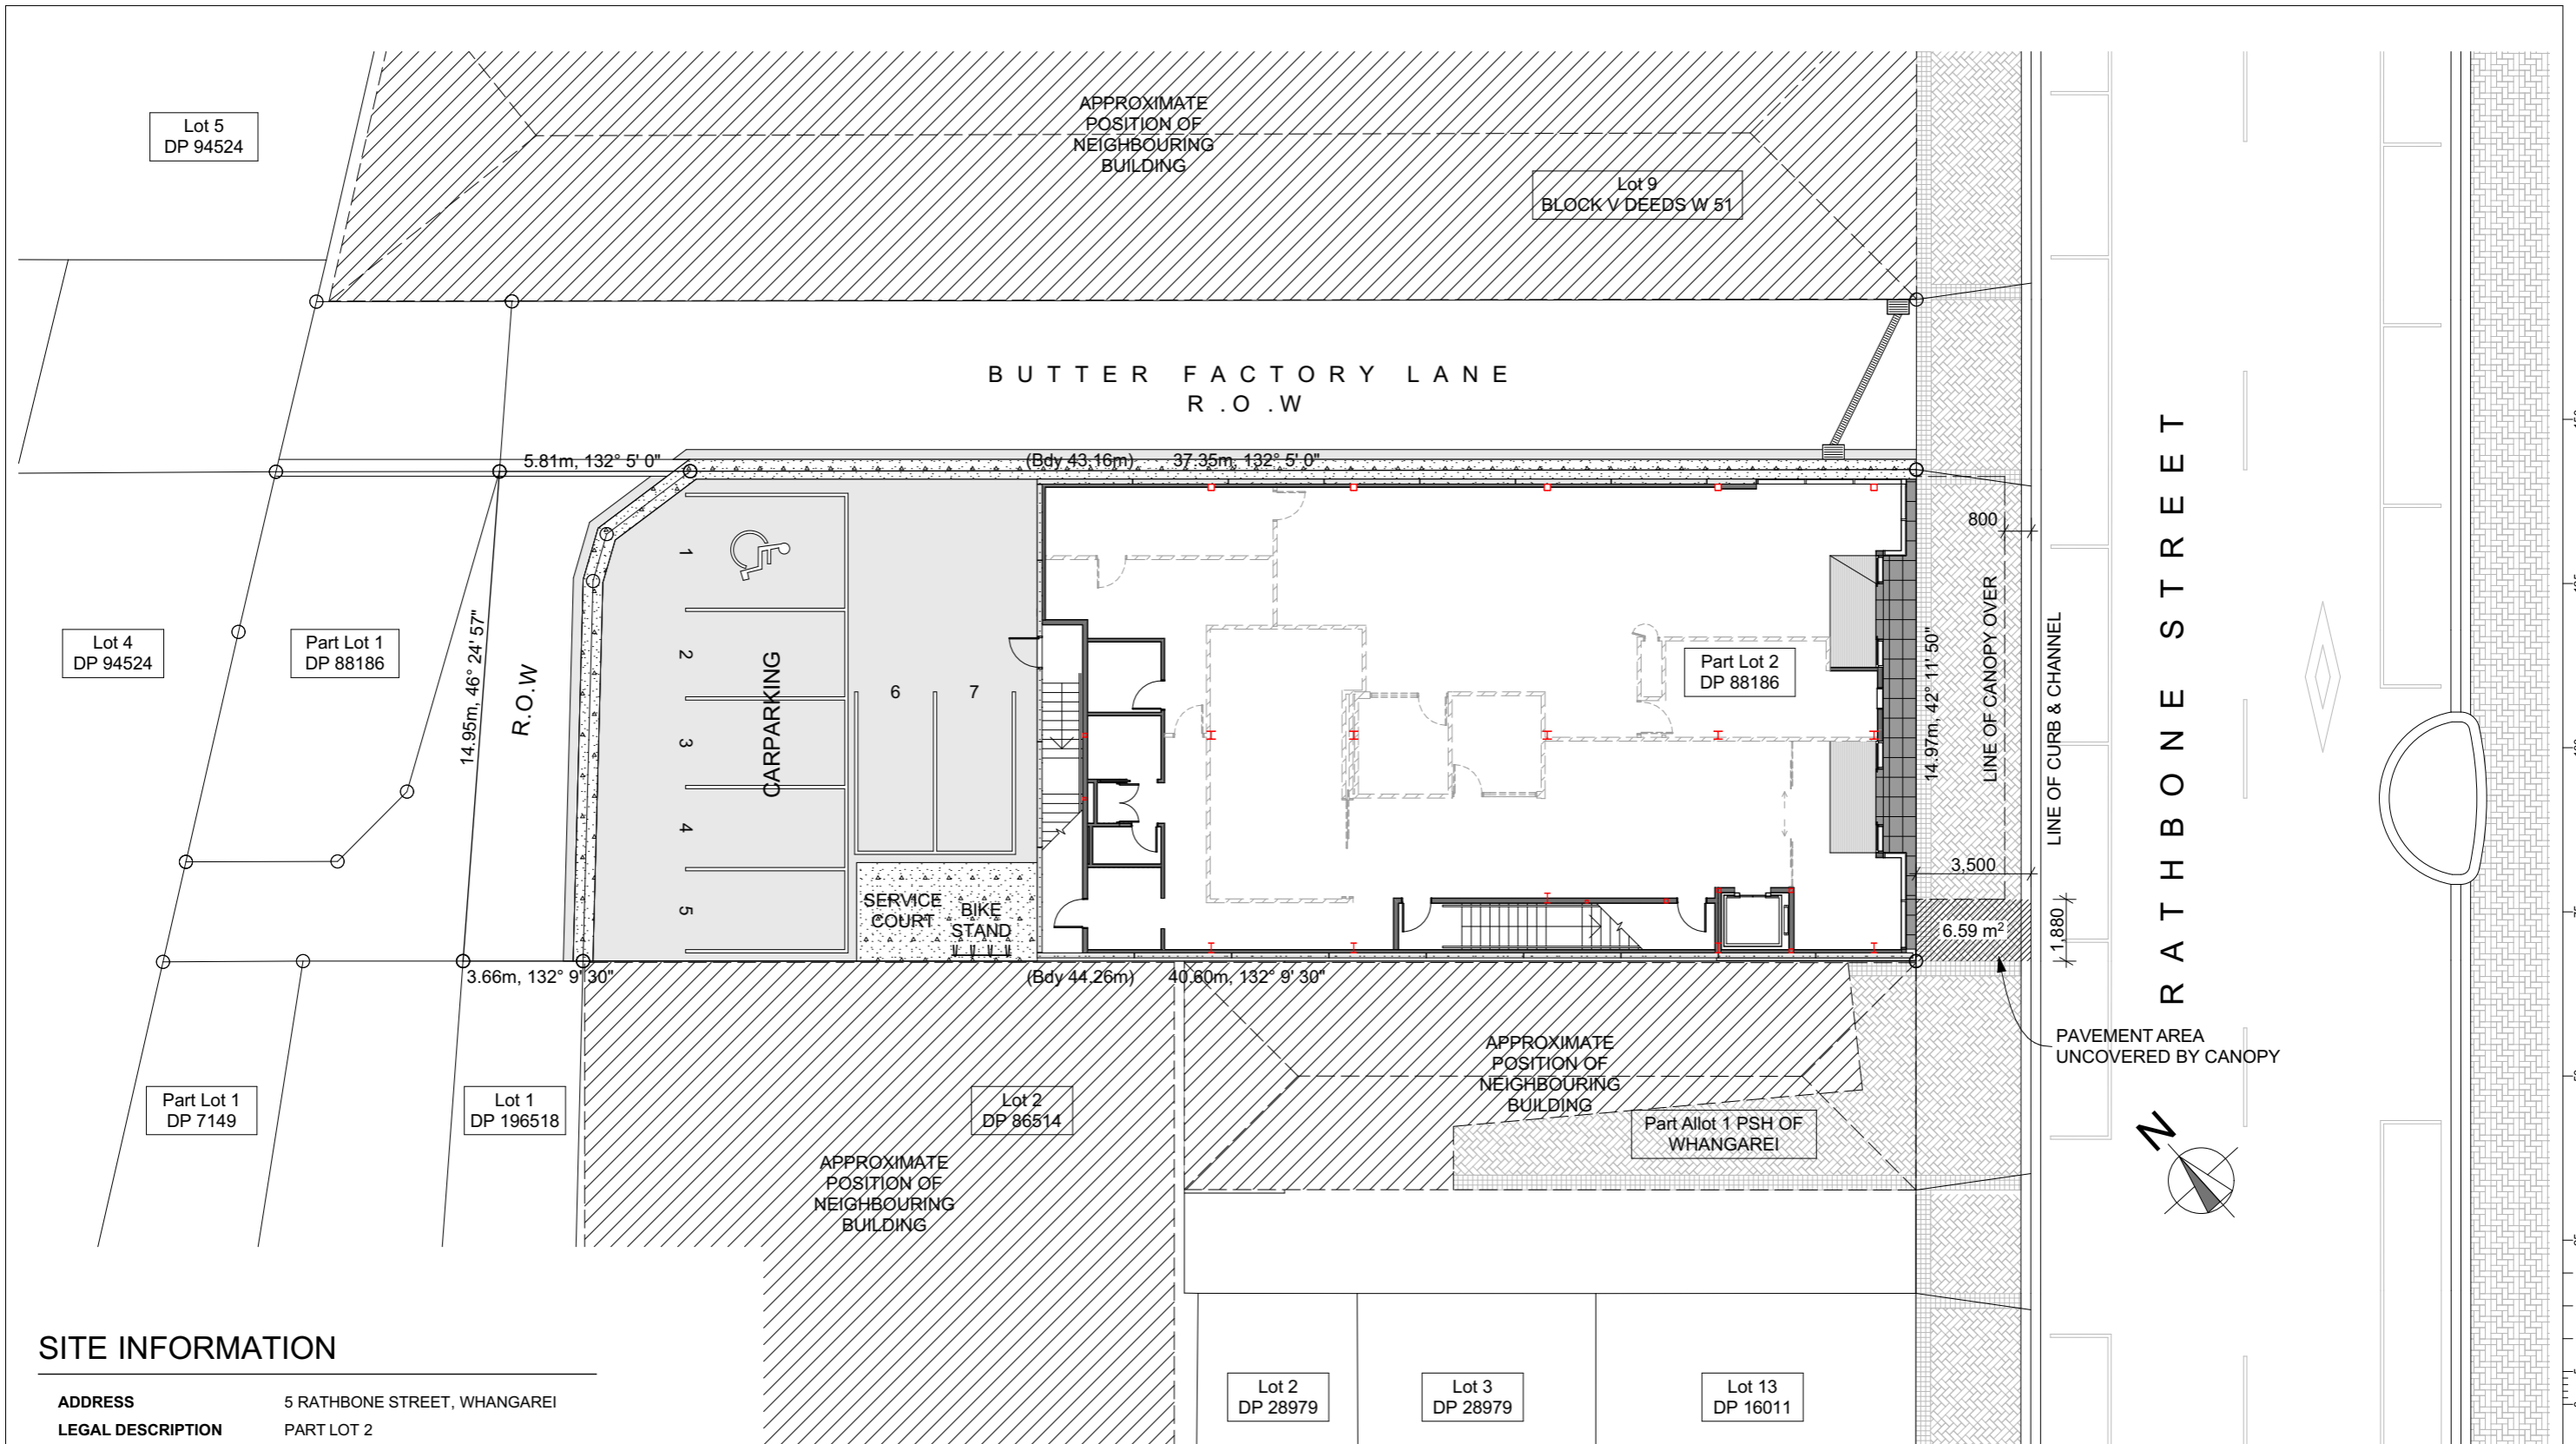 Lot 5
DP 94524
APPROXIMATE
POSITION OF
NEIGHBOURING
BUILDING
Lot 9
BLOCK V DEEDS W 51
BUTTER FACTORY LANE
R .O .W
5.81m, 132° 5' 0"
(Bdy 43.16m)
37.35m, 132° 5' 0"
800
1
2
3
4
5
6
7
CARPARKING
Lot 4
DP 94524
Part Lot 1
DP 88186
14.95m, 46° 24' 57"
R.O.W
Part Lot 2
DP 88186
14.97m, 42° 11' 50"
LINE OF CANOPY OVER
LINE OF CURB & CHANNEL
RATHBONE STREET
3,500
1,880
6.59 m²
SERVICE
COURT
BIKE
STAND
3.66m, 132° 9' 30"
(Bdy 44.26m)
40.60m, 132° 9' 30"
PAVEMENT AREA
UNCOVERED BY CANOPY
APPROXIMATE
POSITION OF
NEIGHBOURING
BUILDING
Part Lot 1
DP 7149
Lot 1
DP 196518
Lot 2
DP 86514
Part Allot 1 PSH OF
WHANGAREI
N
APPROXIMATE
POSITION OF
NEIGHBOURING
BUILDING
SITE INFORMATION
ADDRESS 5 RATHBONE STREET, WHANGAREI
LEGAL DESCRIPTION PART LOT 2
Lot 2
DP 28979
Lot 3
DP 28979
Lot 13
DP 16011